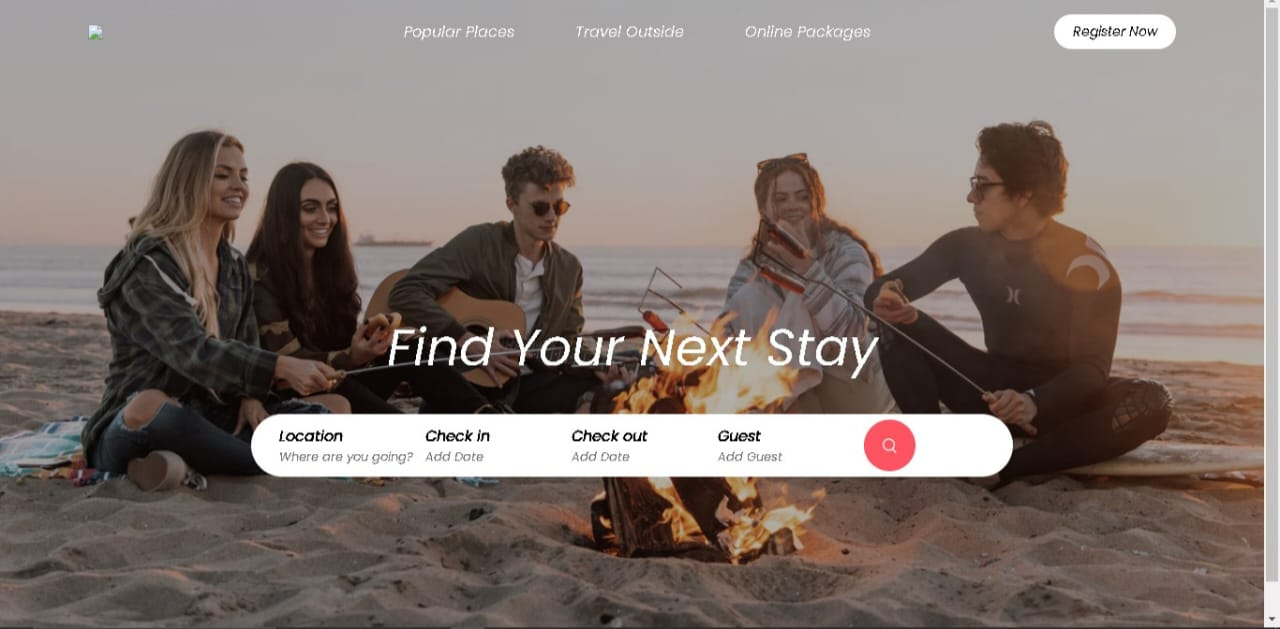 Popular Places
Travel Outside
Online Packages
Register Now
Find Your Next Stay
Location
Where are you going?
Check in
Add Date
Check out
Add Date
Guest
Add Guest